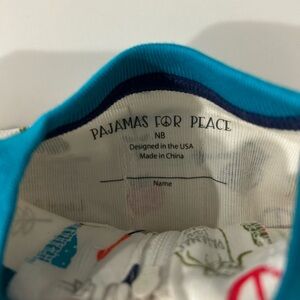 PAJAMAS FOR PEACE
NB
Designed in the USA
Made in China
Name